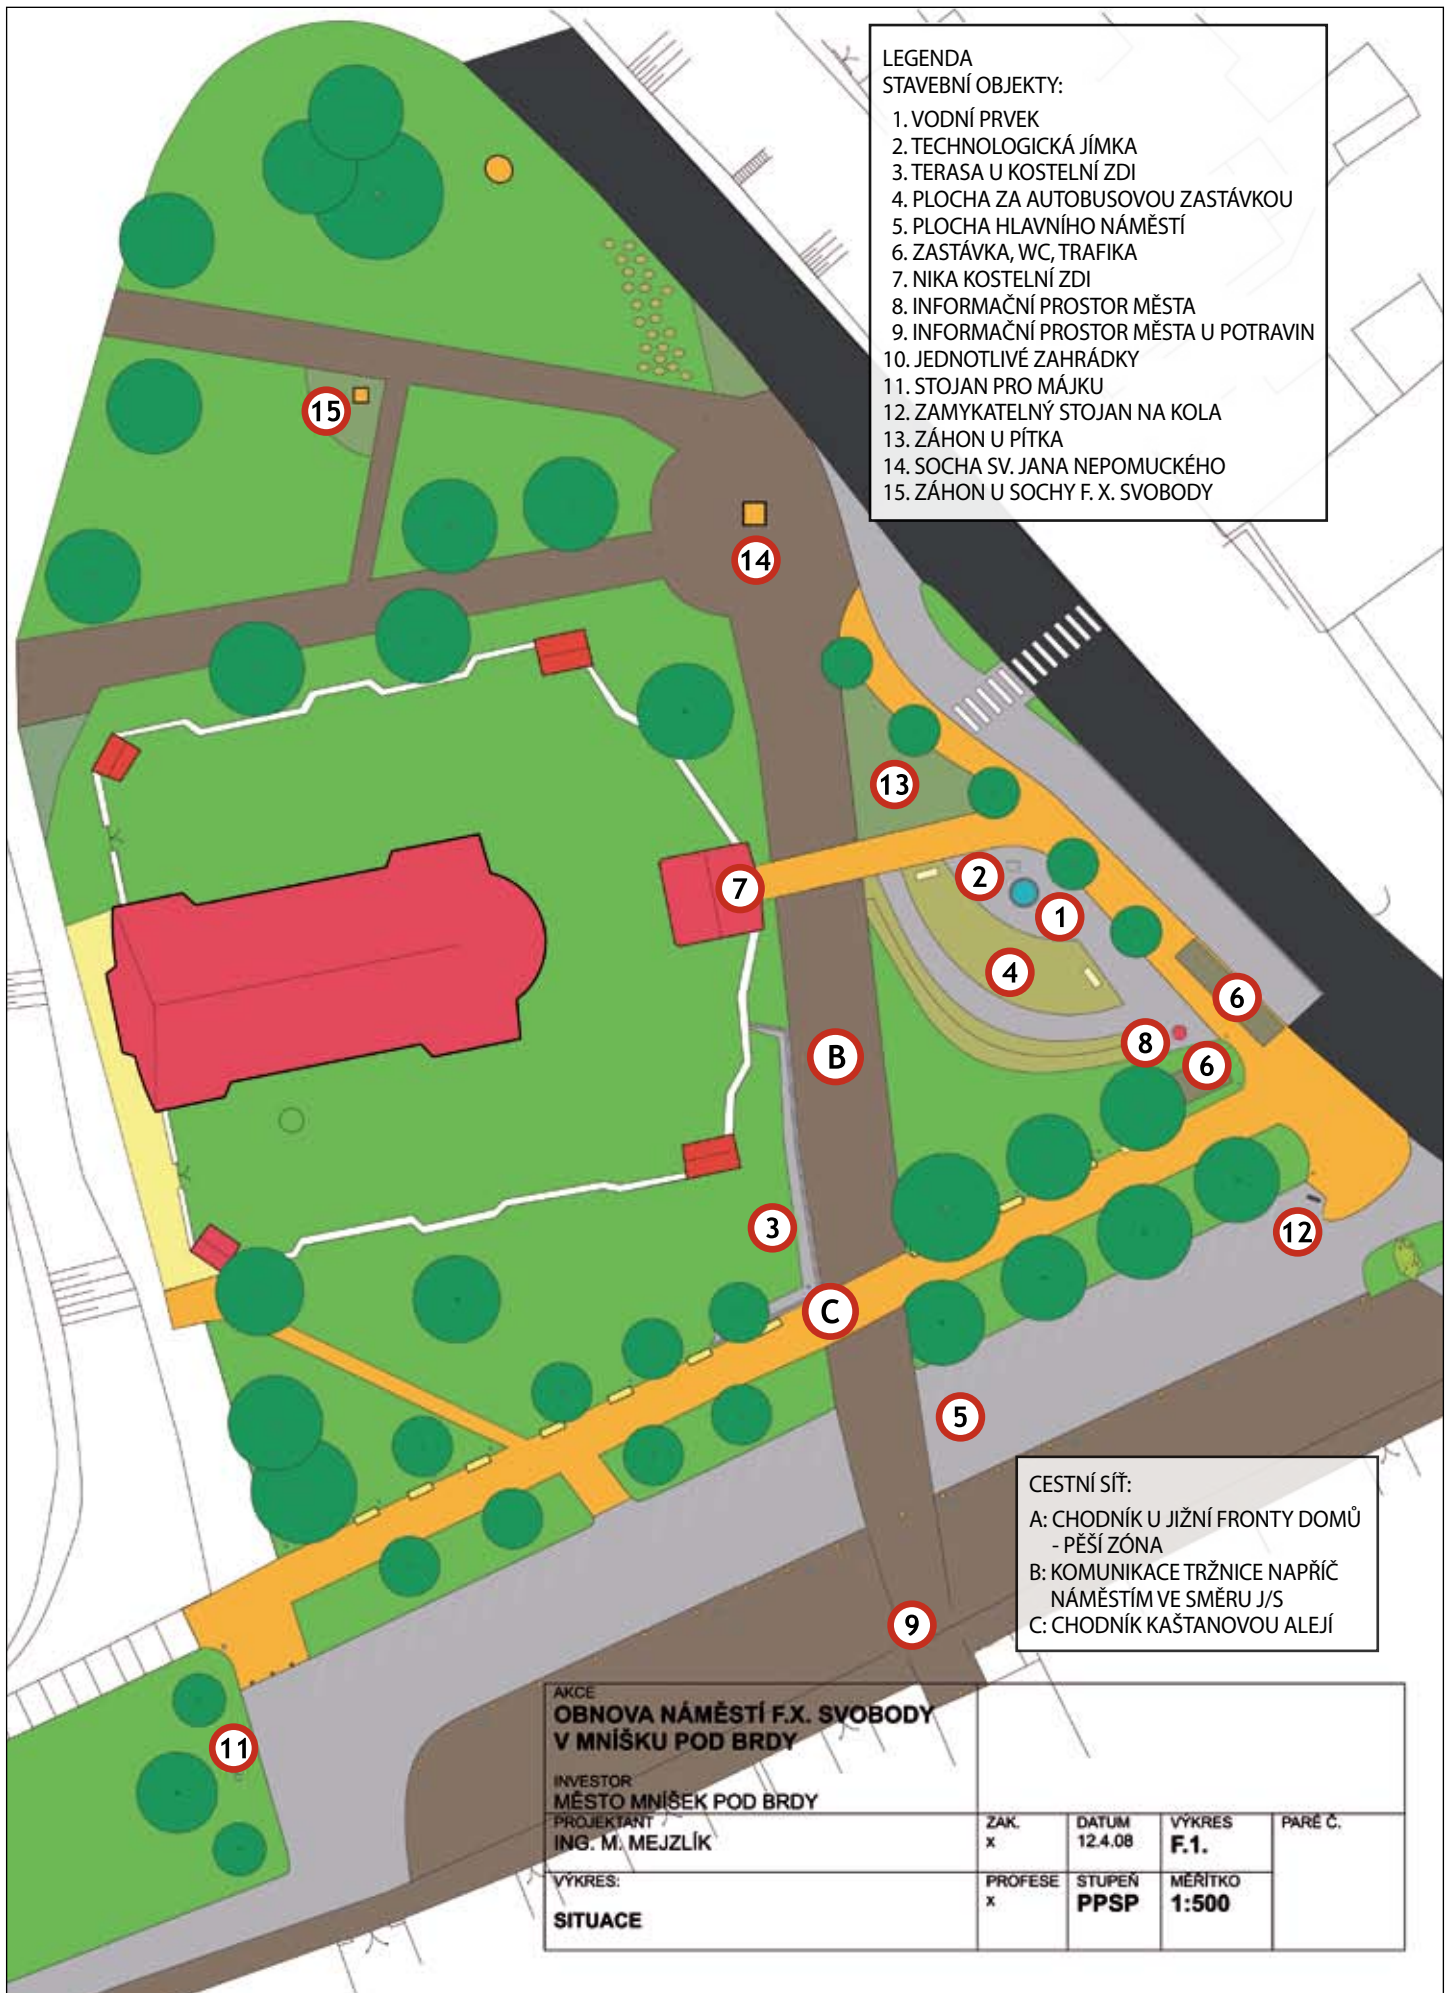 LEGENDA
STAVEBNÍ OBJEKTY:
1. VODNÍ PRVEK
2. TECHNOLOGICKÁ JÍMKA
3. TERASA U KOSTELNÍ ZDI
4. PLOCHA ZA AUTOBUSOVOU ZASTÁVKOU
5. PLOCHA HLAVNÍHO NÁMĚSTÍ
6. ZASTÁVKA, WC, TRAFIKA
7. NIKA KOSTELNÍ ZDI
8. INFORMAČNÍ PROSTOR MĚSTA
9. INFORMAČNÍ PROSTOR MĚSTA U POTRAVIN
10. JEDNOTLIVÉ ZAHRÁDKY
11. STOJAN PRO MÁJKU
12. ZAMYKATELNÝ STOJAN NA KOLA
13. ZÁHON U PÍTKA
14. SOCHA SV. JANA NEPOMUCKÉHO
15. ZÁHON U SOCHY F. X. SVOBODY
15
14
13
2
7
1
4
6
8
B
6
3
12
C
5
9
11
CESTNÍ SÍŤ:
A: CHODNÍK U JIŽNÍ FRONTY DOMŮ
- PĚŠÍ ZÓNA
B: KOMUNIKACE TRŽNICE NAPŘÍČ
NÁMĚSTÍM VE SMĚRU J/S
C: CHODNÍK KAŠTANOVOU ALEJÍ
AKCE
OBNOVA NÁMĚSTÍ F.X. SVOBODY
V MNÍŠKU POD BRDY
INVESTOR
MĚSTO MNÍŠEK POD BRDY
PROJEKTANT
ING. M. MEJZLÍK
ZAK.
x
DATUM
12.4.08
VÝKRES
F.1.
PARÉ Č.
VÝKRES:
SITUACE
PROFESE
x
STUPEŇ
PPSP
MĚŘÍTKO
1:500